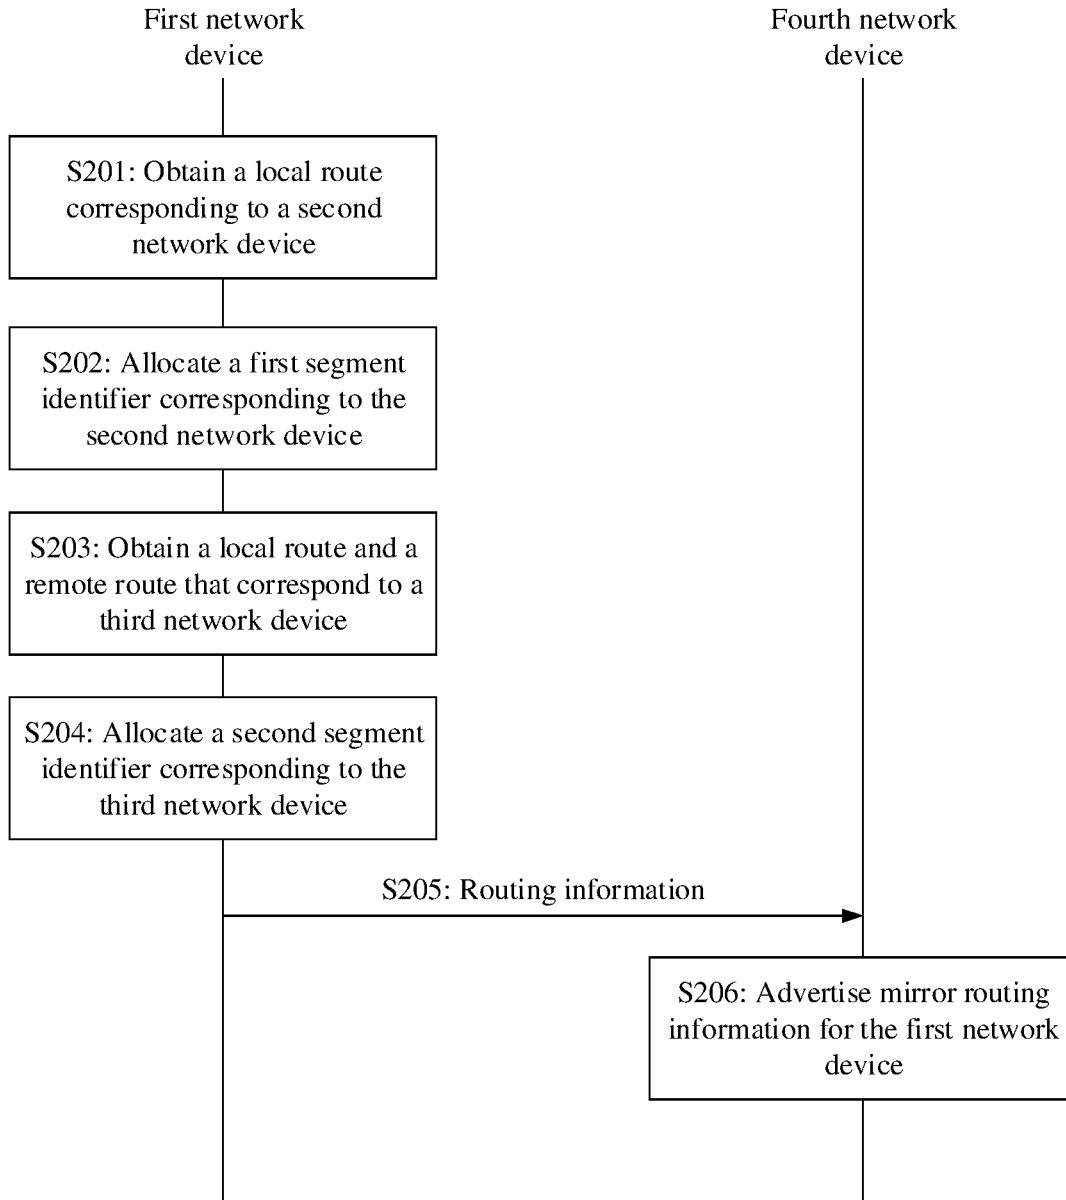 First network
device
Fourth network
device
S201: Obtain a local route
corresponding to a second
network device
S202: Allocate a first segment
identifier corresponding to the
second network device
S203: Obtain a local route and a
remote route that correspond to a
third network device
S204: Allocate a second segment
identifier corresponding to the
third network device
S205: Routing information
S206: Advertise mirror routing
information for the first network
device